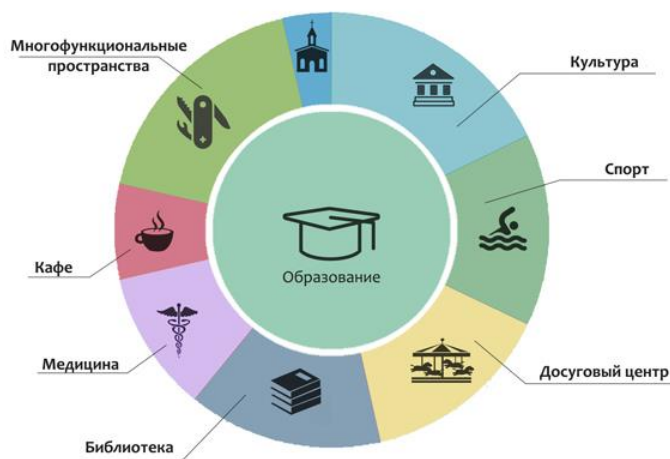 Многофункциональные
пространства
Культура
Спорт
Образование
Кафе
Медицина
Досуговый центр
Библиотека